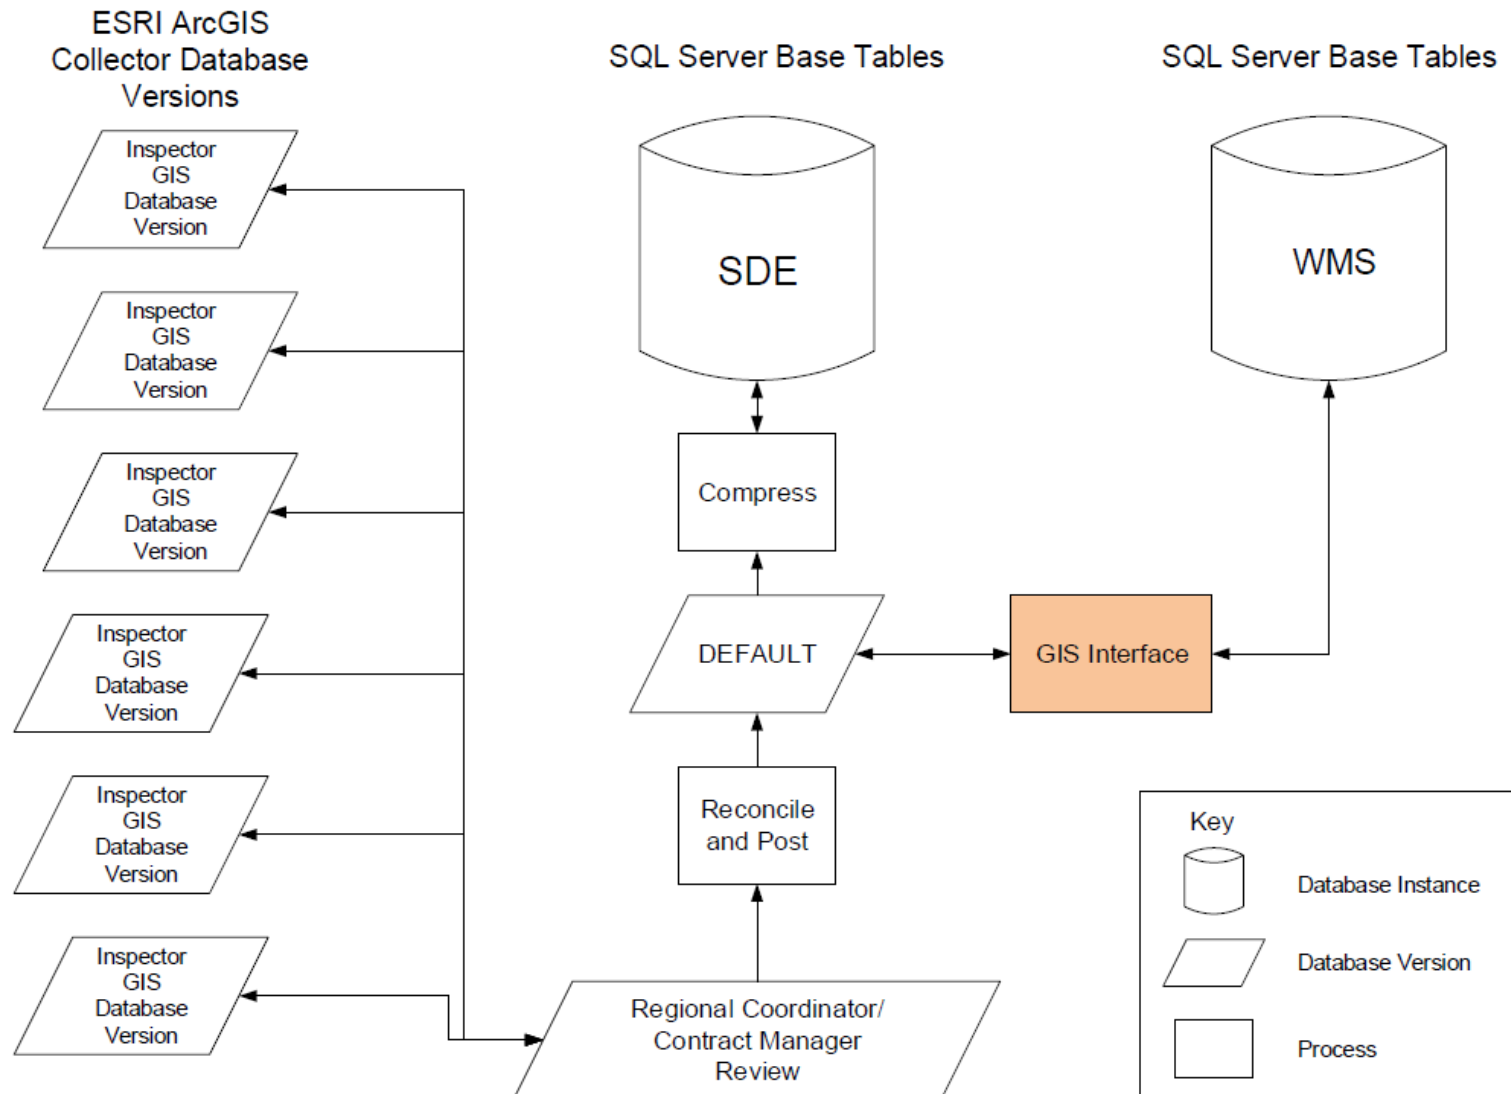 ESRI ArcGIS
Collector Database
Versions
SQL Server Base Tables
SQL Server Base Tables
Inspector
GIS
Database
Version
Inspector
GIS
Database
Version
Inspector
GIS
Database
Version
Inspector
GIS
Database
Version
Inspector
GIS
Database
Version
Inspector
GIS
Database
Version
SDE
Compress
DEFAULT
Reconcile
and Post
Regional Coordinator/
Contract Manager
Review
WMS
GIS Interface
Key
Database Instance
Database Version
Process